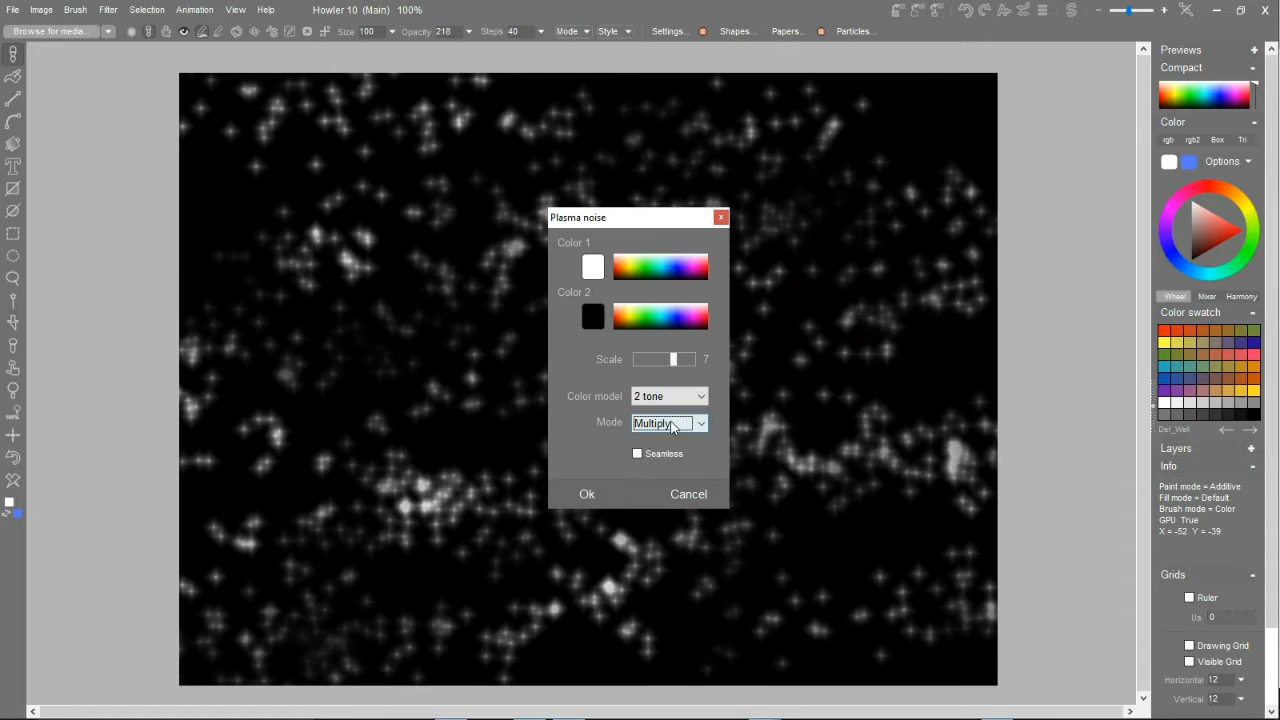 File Image Brush Filter Selection Animation View Help Howler 10 (Main) 100%
Browse for media... Size 100 Opacity 218 Steps 40 Mode Style Settings... Shapes... Papers... Particles...
Previews
Compact
Color
rgb rgb2 Box Tri
Options
Wheel Mixer Harmony
Color swatch
Def_Well
Layers
Info
Paint mode = Additive
Fill mode = Default
Brush mode = Color
GPU True
X = -52 Y = -39
Grids
Ruler
Us 0
Drawing Grid
Visible Grid
Horizontal 12
Vertical 12
Plasma noise
x
Color 1
Color 2
Scale 7
Color model 2 tone
Mode Multiply
Seamless
Ok Cancel
100%